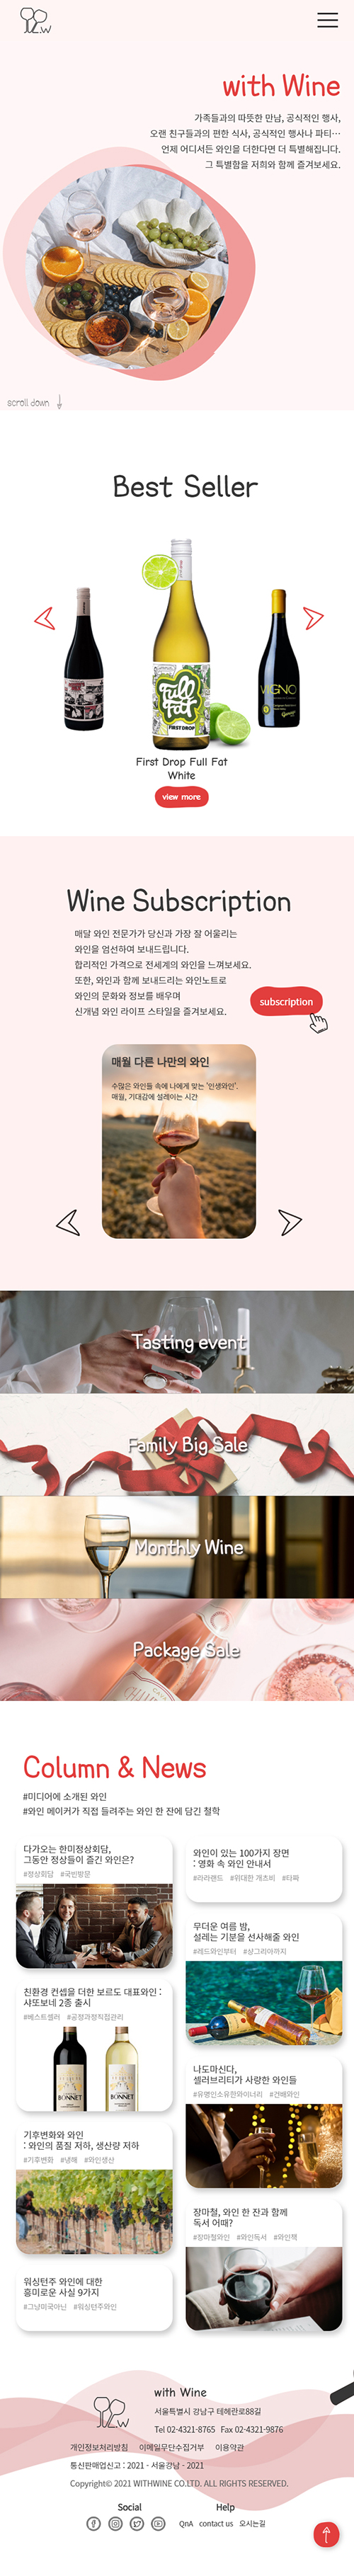 with Wine
가족들과의 따뜻한 만남, 공식적인 행사,
오랜 친구들과의 편한 식사, 공식적인 행사나 파티…
언제 어디서든 와인을 더한다면 더 특별해집니다.
그 특별함을 저희와 함께 즐겨보세요.
scroll down
Best Seller
Full Fat
FIRST DROP
VIGNO
First Drop Full Fat
White
view more
Wine Subscription
매달 와인 전문가가 당신과 가장 잘 어울리는
와인을 엄선하여 보내드립니다.
합리적인 가격으로 전세계의 와인을 느껴보세요.
또한, 와인과 함께 보내드리는 와인노트로
와인의 문화와 정보를 배우며
신개념 와인 라이프 스타일을 즐겨보세요.
subscription
매월 다른 나만의 와인
수많은 와인들 속에 나에게 맞는 '인생와인'..
매월, 기대감에 설레이는 시간
Tasting event
Family Big Sale
Monthly Wine
Package Sale
Column & News
#미디어에 소개된 와인
#와인 메이커가 직접 들려주는 와인 한 잔에 담긴 철학
다가오는 한미정상회담,
그동안 정상들이 즐긴 와인은?
#정상회담 #국빈방문
와인이 있는 100가지 장면
: 영화 속 와인 안내서
#라라랜드 #위대한 개츠비 #타짜
무더운 여름 밤,
설레는 기분을 선사해줄 와인
#레드와인부터 #샹그리아까지
친환경 컨셉을 더한 보르도 대표와인 :
샤또보네 2종 출시
#베스트셀러 #공정과정직접관리
BONNET
BONNET
나도마신다,
셀러브리티가 사랑한 와인들
#유명인소유한와이너리 #건배와인
기후변화와 와인
: 와인의 품질 저하, 생산량 저하
#기후변화 #냉해 #와인생산
장마철, 와인 한 잔과 함께
독서 어때?
#장마철와인 #와인독서 #와인책
워싱턴주 와인에 대한
흥미로운 사실 9가지
#그냥미국아닌 #워싱턴주와인
with Wine
서울특별시 강남구 테헤란로88길
Tel 02-4321-8765 Fax 02-4321-9876
개인정보처리방침 이메일무단수집거부 이용약관
통신판매업신고 : 2021 - 서울강남 - 2021
Copyright© 2021 WITHWINE CO.LTD. ALL RIGHTS RESERVED.
Social Help
QnA contact us 오시는길